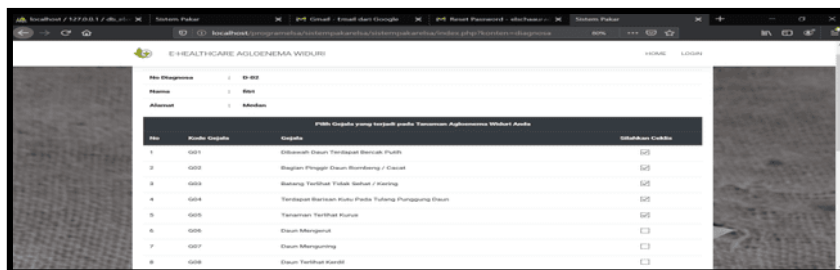 localhost / 127.0.0.1 / db_si
Sistem Pakar
Gmail - Email dari Google
Reset Password -
Sistem Pakar
localhost/programelsa/sistempakarelsa/sistempakarelsa/index.php?konten=diagnosa
80%
E-HEALTHCARE AGLOENEMA WIDURI
HOME LOGIN
No Diagnosa : D-02
Nama : fitri
Alamat : Medan
Pilih Gejala yang terjadi pada Tanaman Agloenema Widuri Anda
No Kode Gejala Gejala Silahkan Ceklis
1 G01 Dibawah Daun Terdapat Bercak Putih
2 G02 Bagian Pinggir Daun Rombeng / Cacat
3 G03 Batang Terlihat Tidak Sehat / Kering
4 G04 Terdapat Barisan Kutu Pada Tulang Punggung Daun
5 G05 Tanaman Terlihat Kurus
6 G06 Daun Mengerut
7 G07 Daun Menguning
8 G08 Daun Terlihat Kerdil